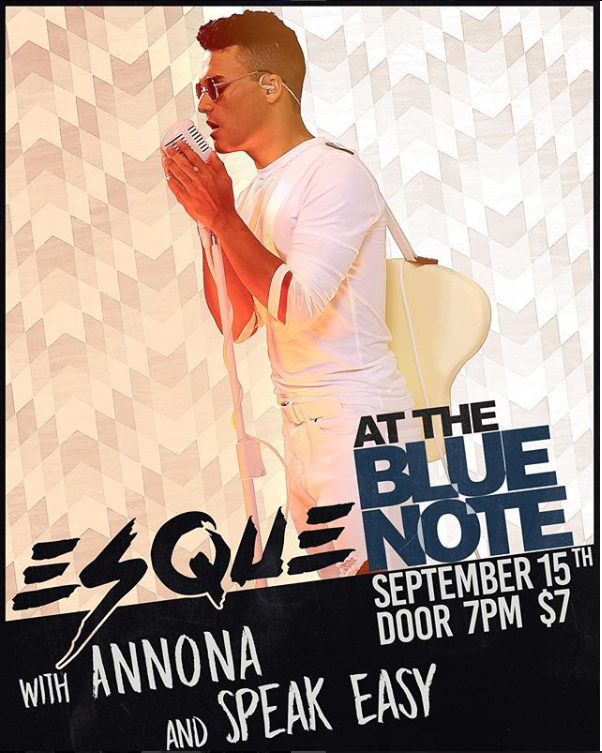 AT THE
BLUE
NOTE
ESQUE
SEPTEMBER 15TH
DOOR 7PM $7
WITH ANNONA
AND SPEAK EASY